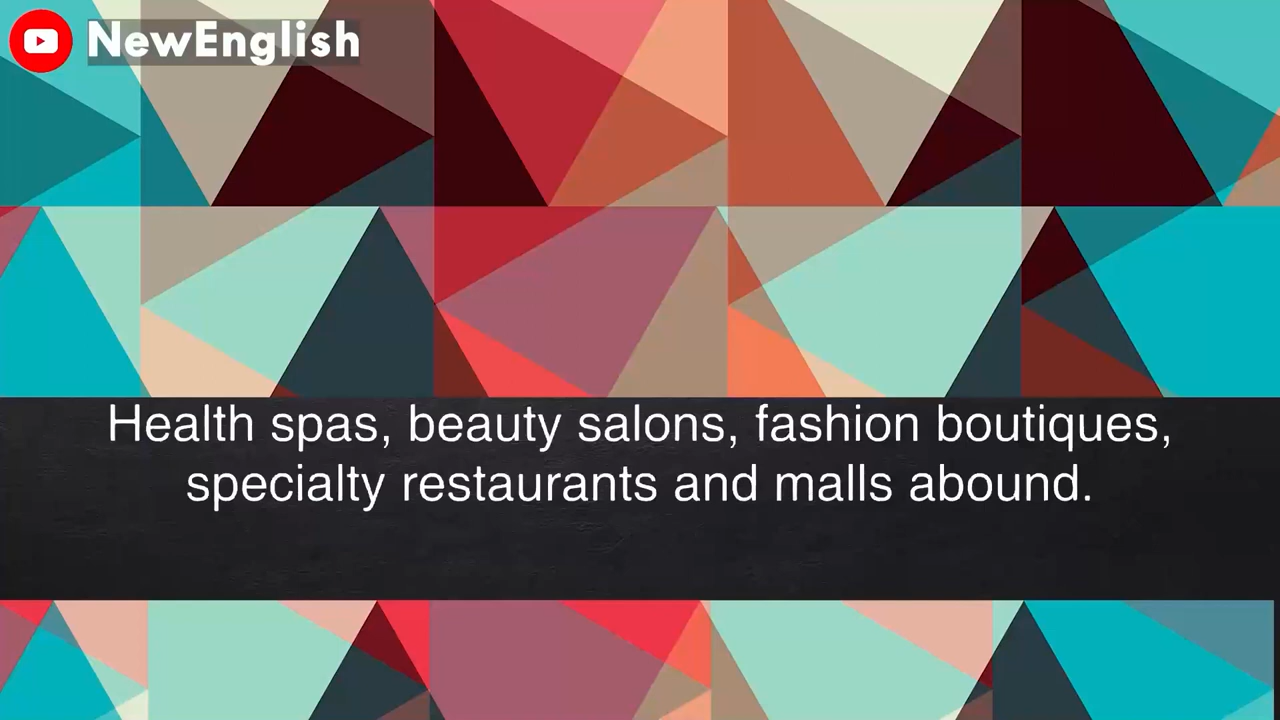 NewEnglish
Health spas, beauty salons, fashion boutiques,
specialty restaurants and malls abound.